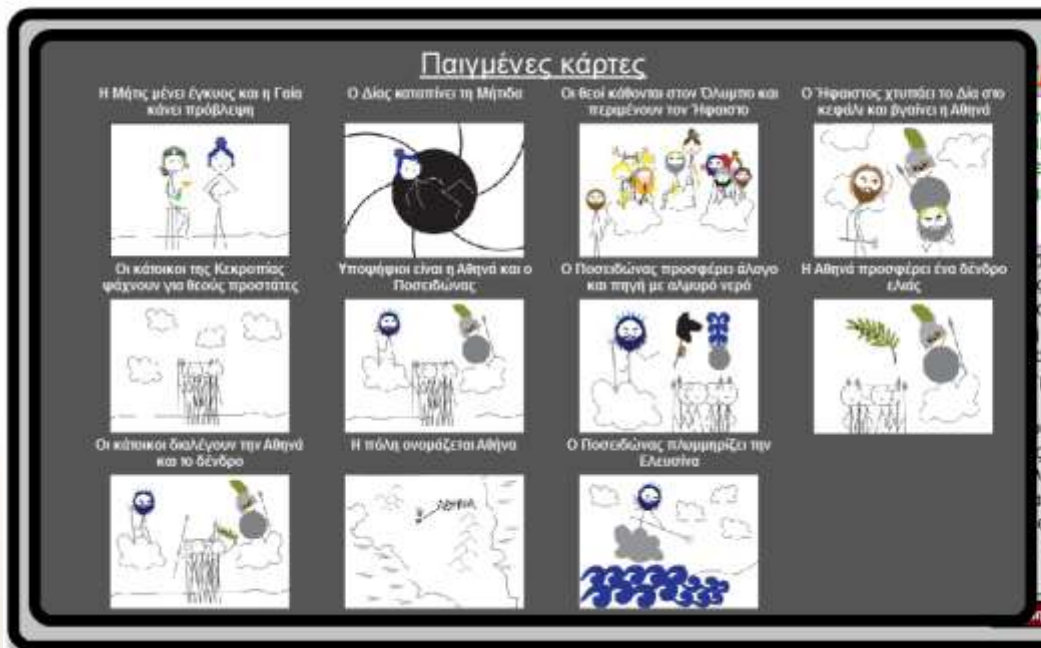 Παιγμένες κάρτες
Η Μήτις μένει έγκυος και η Γαία
κάνει πρόβλεψη
Ο Δίας καταπίνει τη Μήτιδα
Οι θεοί κάθονται στον Όλυμπο και
περιμένουν τον Ήφαιστο
Ο Ήφαιστος χτυπάει το Δία στο
κεφάλι και βγαίνει η Αθηνά
Οι κάτοικοι της Κεκροπίας
ψάχνουν για θεούς προστάτες
Υποψήφιοι είναι η Αθηνά και ο
Ποσειδώνας
Ο Ποσειδώνας προσφέρει άλογο
και πηγή με αλμυρό νερό
Η Αθηνά προσφέρει ένα δένδρο
ελιάς
Οι κάτοικοι διαλέγουν την Αθηνά
και το δένδρο
Η πόλη ονομάζεται Αθήνα
Ο Ποσειδώνας πλημμηρίζει την
Ελευσίνα
ΑΘΗΝΑ